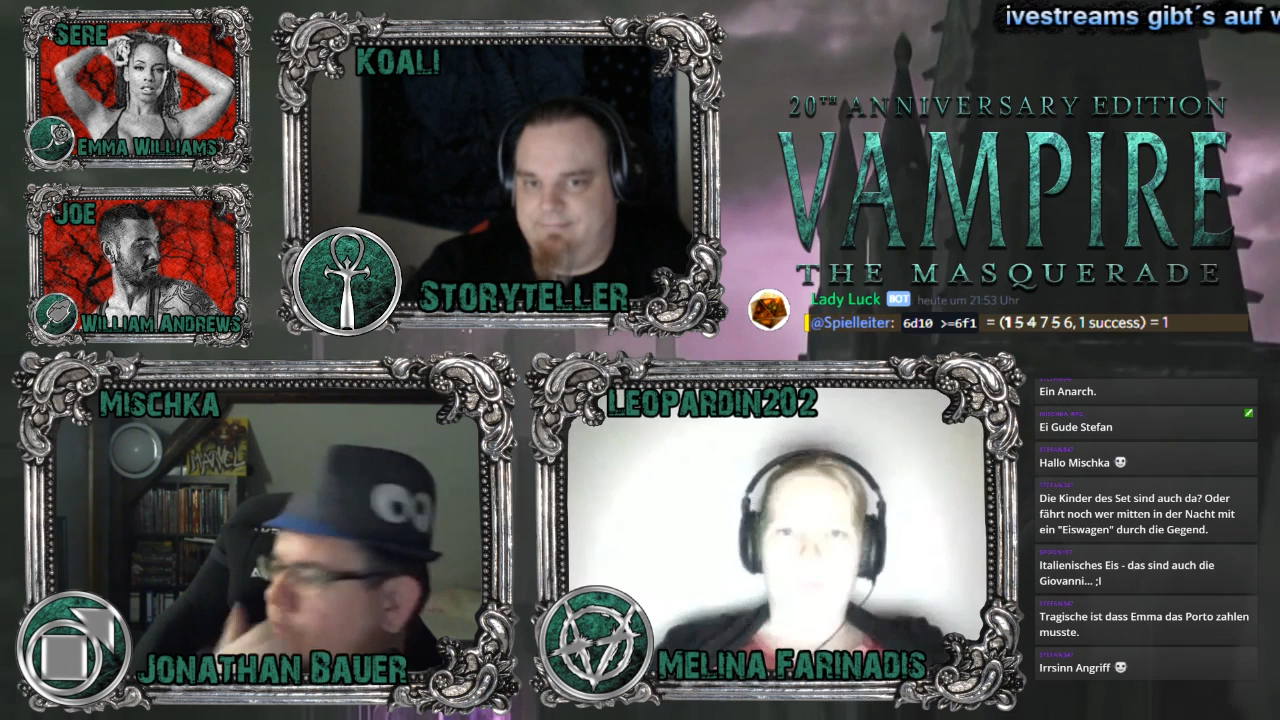 SERE
EMMA WILLIAMS
JOE
WILLIAM ANDREWS
KOALI
STORYTELLER
ivestreams gibt´s auf
20TH ANNIVERSARY EDITION
VAMPIRE
THE MASQUERADE
Lady Luck BOT heute um 21:53 Uhr
@Spielleiter: 6d10 >=6f1 = (1 5 4 7 5 6, 1 success) = 1
MISCHKA
JONATHAN BAUER
LEOPARDIN202
MELINA FARINADIS
Ein Anarch.
Ei Gude Stefan
STEFAN347
Hallo Mischka
STEFAN347
Die Kinder des Set sind auch da? Oder
fährt noch wer mitten in der Nacht mit
ein "Eiswagen" durch die Gegend.
Italienisches Eis - das sind auch die
Giovanni... ;l
STEFAN347
Tragische ist dass Emma das Porto zahlen
musste.
STEFAN347
Irrsinn Angriff